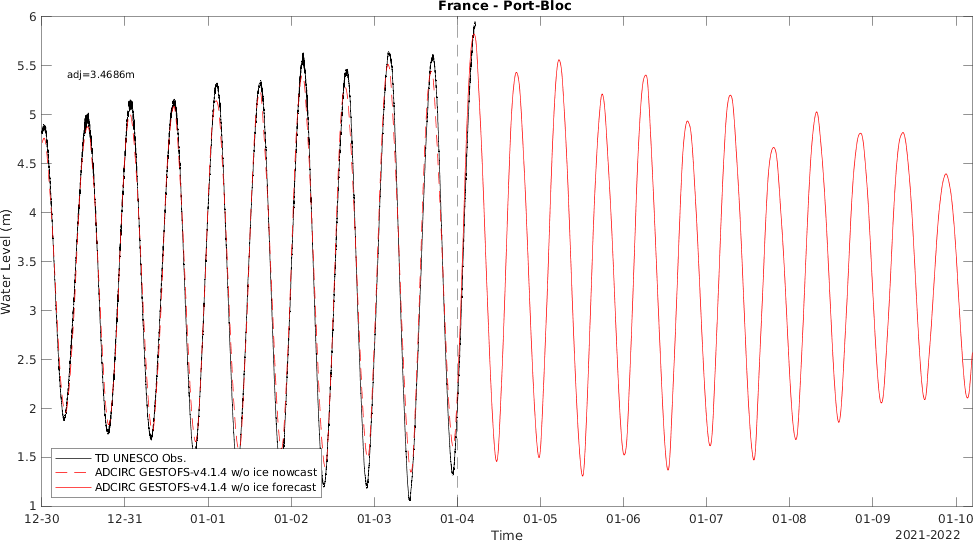 France - Port-Bloc
adj=3.4686m
Water Level (m)
6
5.5
5
4.5
4
3.5
3
2.5
2
1.5
1
TD UNESCO Obs.
ADCIRC GESTOFS-v4.1.4 w/o ice nowcast
ADCIRC GESTOFS-v4.1.4 w/o ice forecast
12-30 12-31 01-01 01-02 01-03 01-04 01-05 01-06 01-07 01-08 01-09 01-10
Time
2021-2022